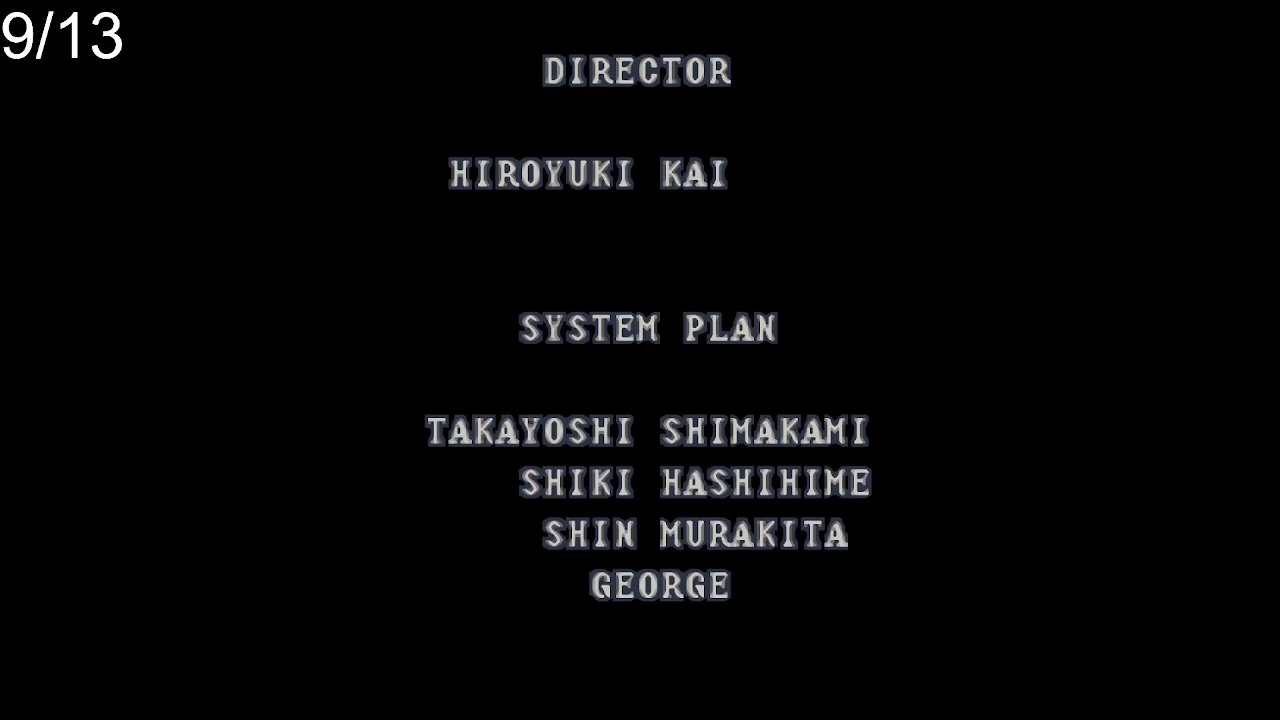 9/13
DIRECTOR
HIROYUKI KAI
SYSTEM PLAN
TAKAYOSHI SHIMAKAMI
SHIKI HASHIHIME
SHIN MURAKITA
GEORGE